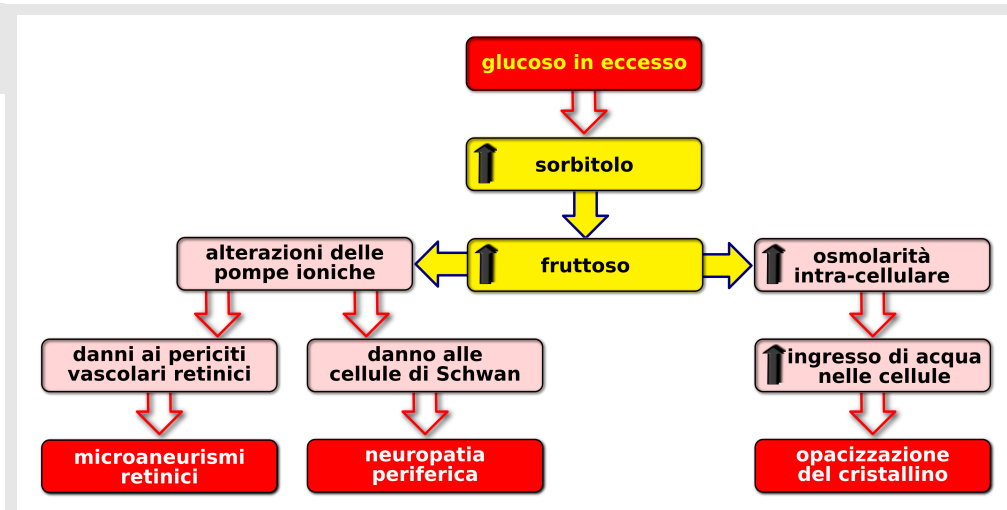 glucoso in eccesso
sorbitolo
alterazioni delle
pompe ioniche
fruttoso
osmolarità
intra-cellulare
danni ai periciti
vascolari retinici
danno alle
cellule di Schwan
ingresso di acqua
nelle cellule
microaneurismi
retinici
neuropatia
periferica
opacizzazione
del cristallino